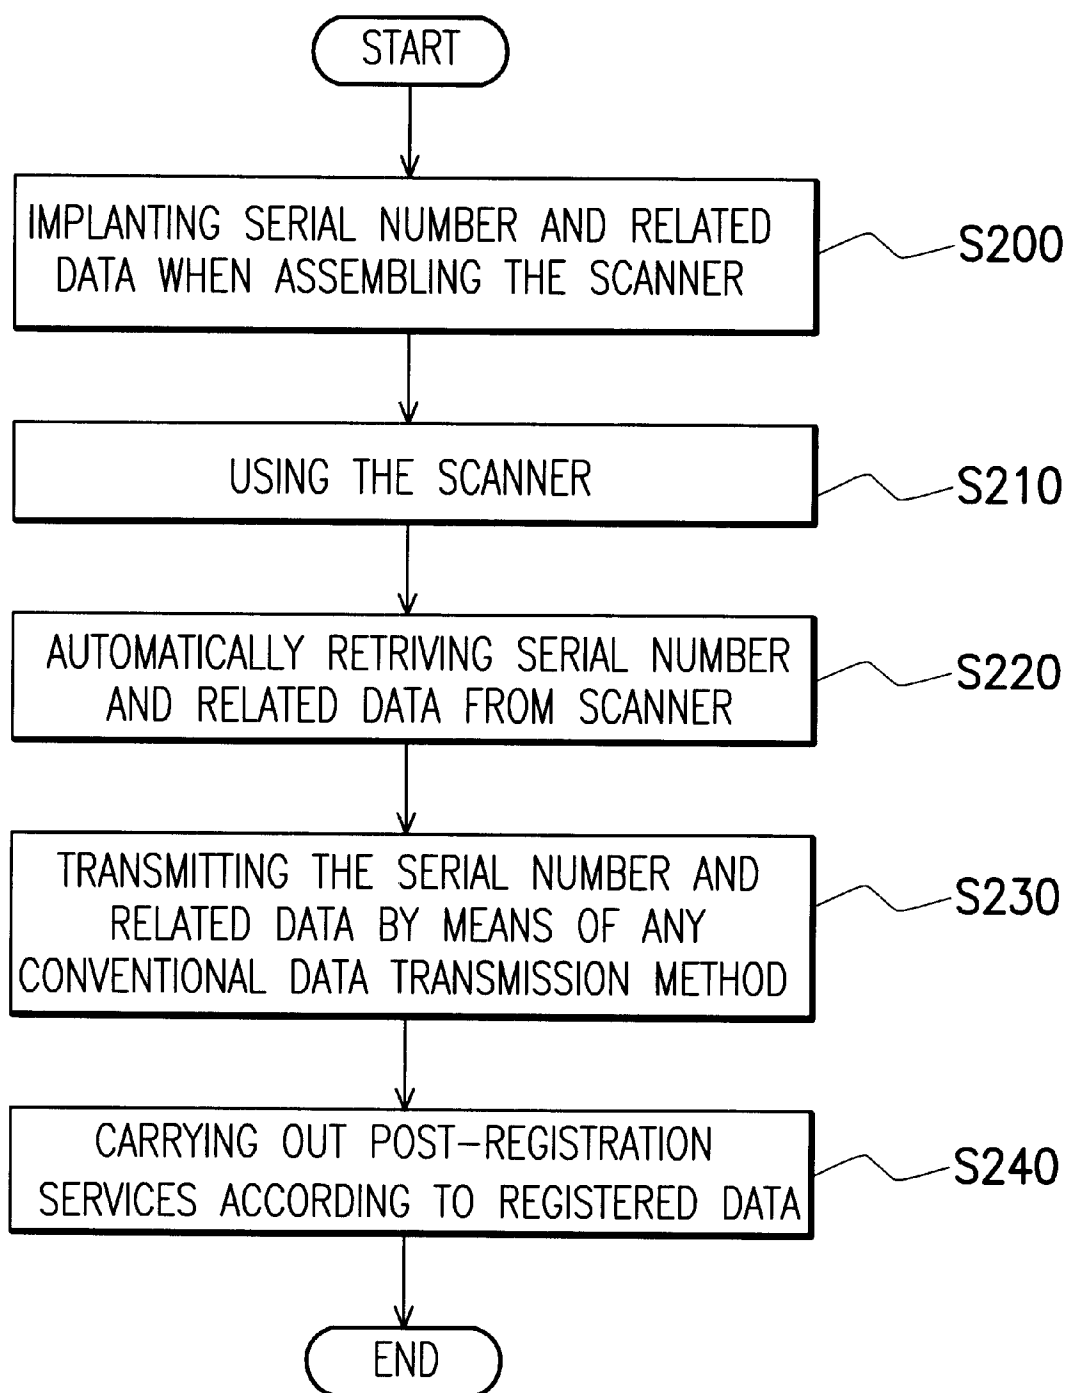 START
IMPLANTING SERIAL NUMBER AND RELATED
DATA WHEN ASSEMBLING THE SCANNER
S200
USING THE SCANNER
S210
AUTOMATICALLY RETRIVING SERIAL NUMBER
AND RELATED DATA FROM SCANNER
S220
TRANSMITTING THE SERIAL NUMBER AND
RELATED DATA BY MEANS OF ANY
CONVENTIONAL DATA TRANSMISSION METHOD
S230
CARRYING OUT POST-REGISTRATION
SERVICES ACCORDING TO REGISTERED DATA
S240
END